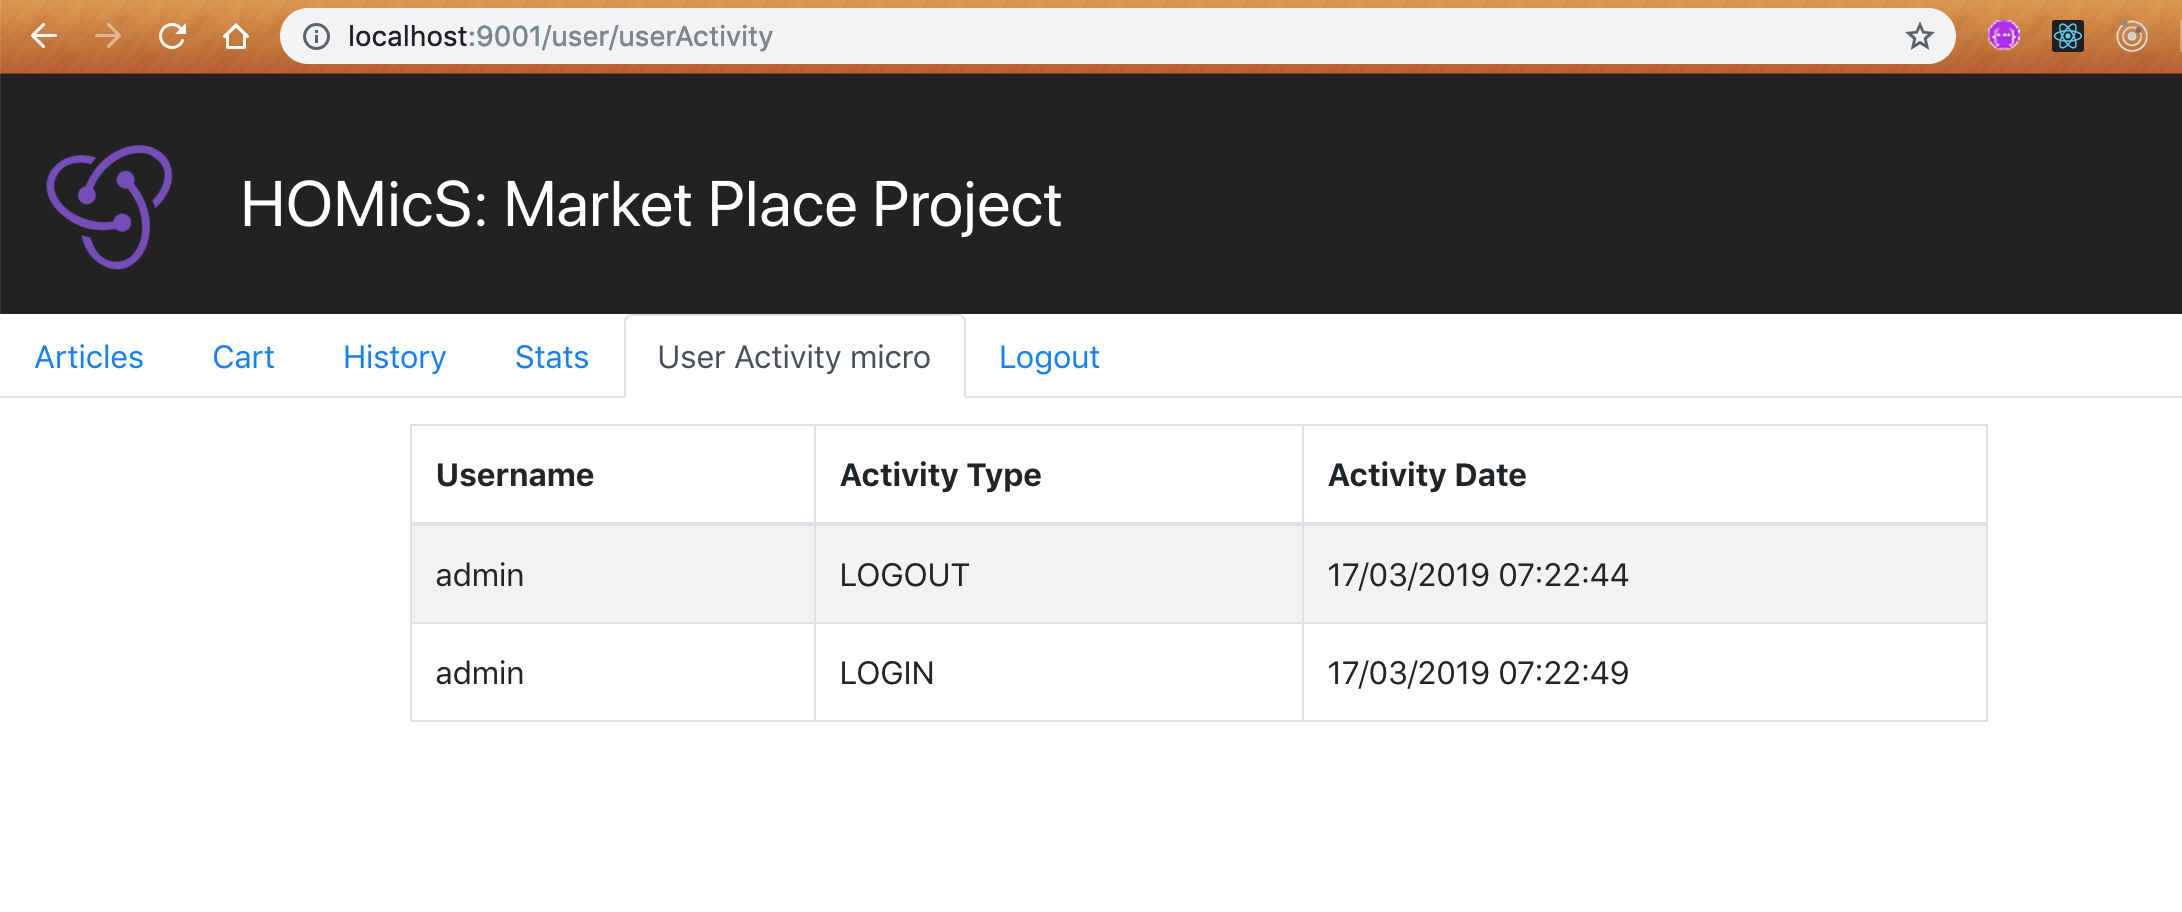 localhost:9001/user/userActivity
HOMicS: Market Place Project
Articles Cart History Stats User Activity micro Logout
Username Activity Type Activity Date
admin LOGOUT 17/03/2019 07:22:44
admin LOGIN 17/03/2019 07:22:49